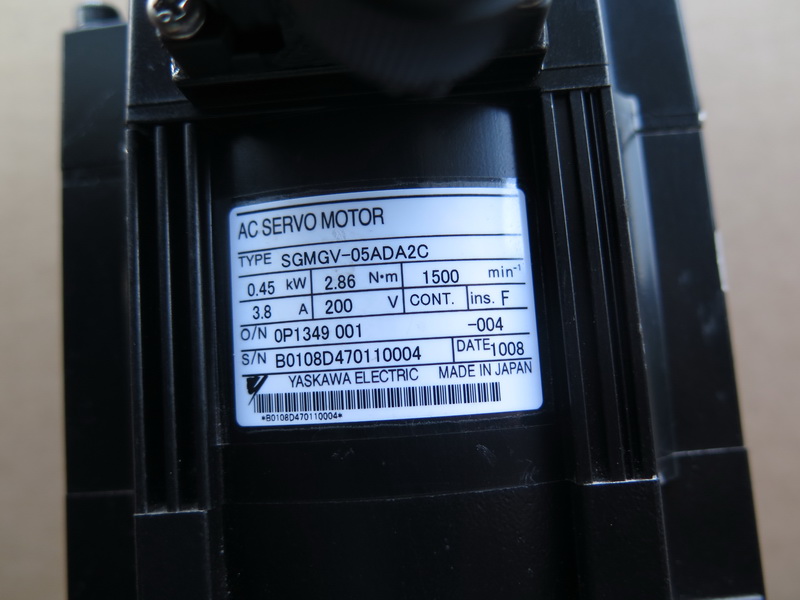 AC SERVO MOTOR
TYPE SGMGV-05ADA2C
0.45 kW 2.86 N·m 1500 min⁻¹
3.8 A 200 V CONT. ins. F
O/N 0P1349 001 -004
S/N B0108D470110004 DATE 1008
YASKAWA ELECTRIC MADE IN JAPAN
*B0108D470110004*